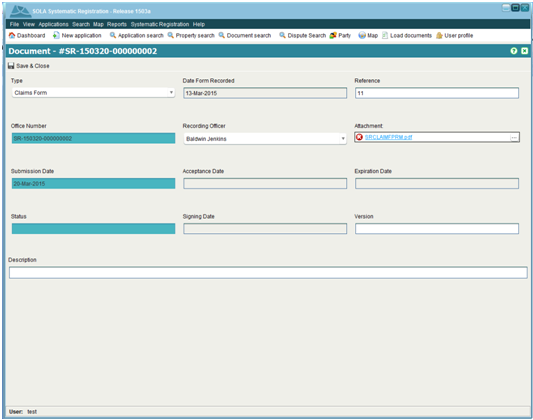 SOLA Systematic Registration - Release 1503a
File View Applications Search Map Reports Systematic Registration Help
Dashboard New application Application search Property search Document search Dispute Search Party Map Load documents User profile
Document - #SR-150320-000000002
Save & Close
Type Date Form Recorded Reference
Claims Form 13-Mar-2015 11
Office Number Recording Officer Attachment:
SR-150320-000000002 Baldwin Jenkins SRCLAIMFPRM.pdf ...
Submission Date Acceptance Date Expiration Date
20-Mar-2015
Status Signing Date Version
Description
User: test